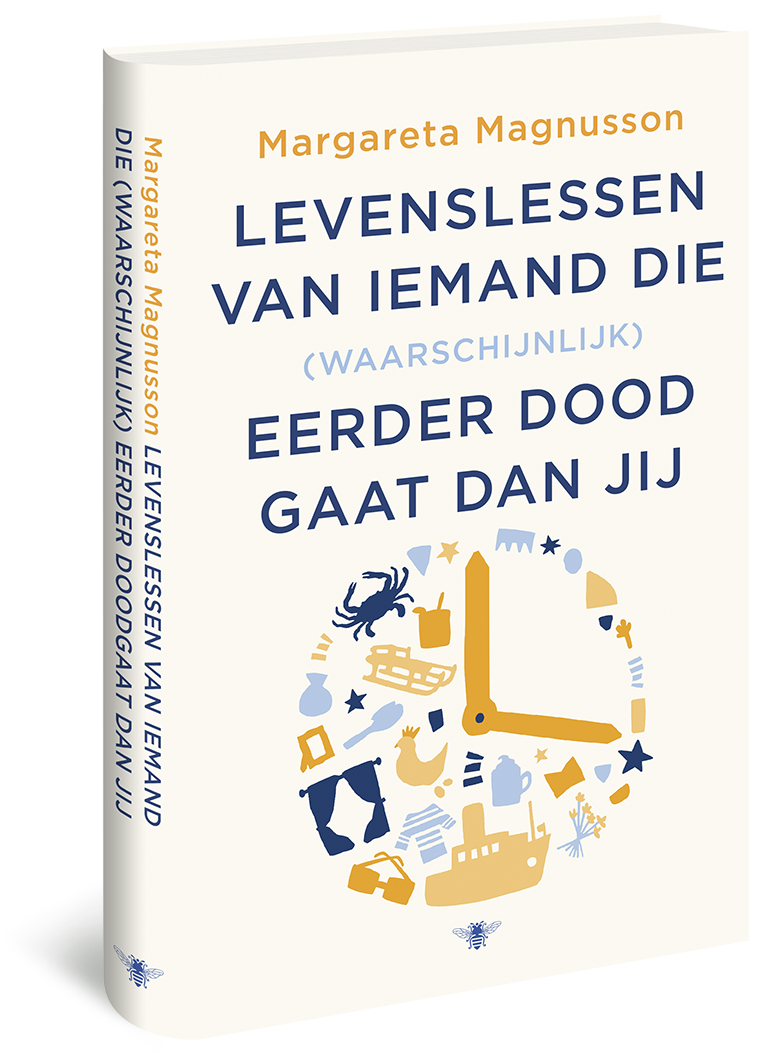 Margareta Magnusson
LEVENSLESSEN
VAN IEMAND DIE
(WAARSCHIJNLIJK)
EERDER DOOD
GAAT DAN JIJ
Margareta Magnusson LEVENSLESSEN VAN IEMAND
DIE (WAARSCHIJNLIJK) EERDER DOODGAAT DAN JIJ